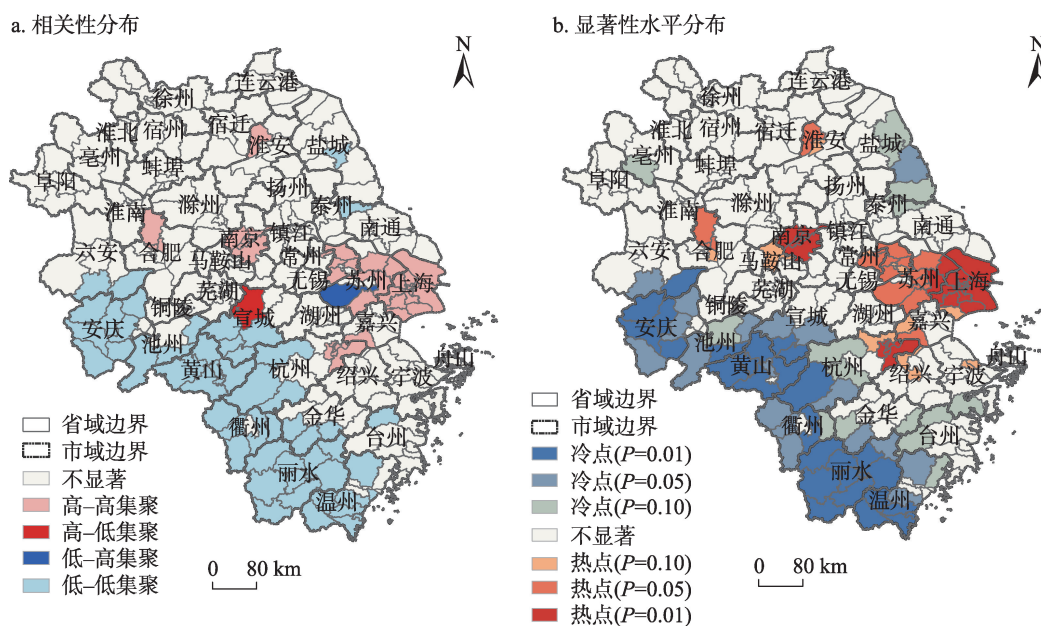 a. 相关性分布
N
连云港
徐州
淮北
宿州
宿迁
淮安
盐城
亳州
蚌埠
阜阳
扬州
淮南
滁州
泰州
南通
六安
合肥
南京
镇江
马鞍山
常州
苏州
上海
芜湖
无锡
铜陵
宣城
湖州
嘉兴
安庆
池州
黄山
杭州
绍兴
宁波
舟山
金华
衢州
台州
丽水
温州
省域边界
市域边界
不显著
高–高集聚
高–低集聚
低–高集聚
低–低集聚
0 80 km
b. 显著性水平分布
N
连云港
徐州
淮北
宿州
宿迁
淮安
盐城
亳州
蚌埠
阜阳
扬州
淮南
滁州
泰州
南通
六安
合肥
南京
镇江
马鞍山
常州
苏州
上海
芜湖
无锡
铜陵
宣城
湖州
嘉兴
安庆
池州
黄山
杭州
绍兴
宁波
舟山
金华
衢州
台州
丽水
温州
省域边界
市域边界
冷点(P=0.01)
冷点(P=0.05)
冷点(P=0.10)
不显著
热点(P=0.10)
热点(P=0.05)
热点(P=0.01)
0 80 km